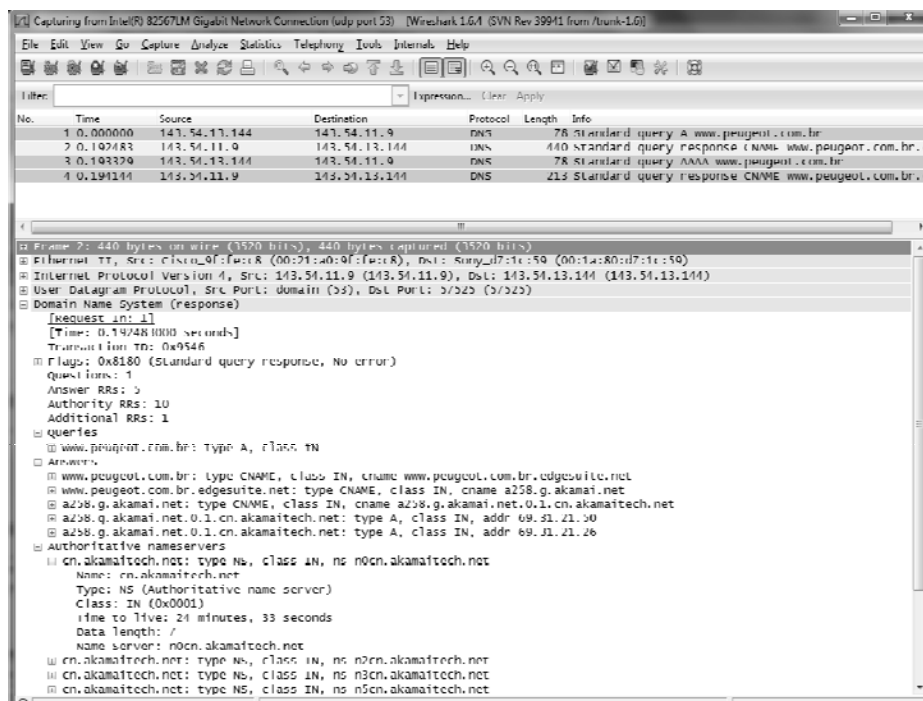 Capturing from Intel(R) 82567LM Gigabit Network Connection (udp port 53) [Wireshark 1.6.4 (SVN Rev 39941 from /trunk-1.6)]
File Edit View Go Capture Analyze Statistics Telephony Tools Internals Help
Filter: Expression... Clear Apply
No. Time Source Destination Protocol Length Info
1 0.000000 143.54.13.144 143.54.11.9 DNS 78 Standard query A www.peugeot.com.br
2 0.192483 143.54.11.9 143.54.13.144 DNS 440 Standard query response CNAME www.peugeot.com.br.
3 0.193329 143.54.13.144 143.54.11.9 DNS 78 Standard query AAAA www.peugeot.com.br
4 0.194144 143.54.11.9 143.54.13.144 DNS 213 Standard query response CNAME www.peugeot.com.br.
Frame 2: 440 bytes on wire (3520 bits), 440 bytes captured (3520 bits)
Ethernet II, Src: Cisco_9f:fe:c8 (00:21:a0:9f:fe:c8), Dst: Sony_d7:1c:59 (00:1a:80:d7:1c:59)
Internet Protocol Version 4, Src: 143.54.11.9 (143.54.11.9), Dst: 143.54.13.144 (143.54.13.144)
User Datagram Protocol, Src Port: domain (53), Dst Port: 57525 (57525)
Domain Name System (response)
[Request In: 1]
[Time: 0.192483000 seconds]
Transaction ID: 0x9546
Flags: 0x8180 (Standard query response, No error)
Questions: 1
Answer RRs: 5
Authority RRs: 10
Additional RRs: 1
Queries
www.peugeot.com.br: type A, class IN
Answers
www.peugeot.com.br: type CNAME, class IN, cname www.peugeot.com.br.edgesuite.net
www.peugeot.com.br.edgesuite.net: type CNAME, class IN, cname a258.g.akamai.net
a258.g.akamai.net: type CNAME, class IN, cname a258.g.akamai.net.0.1.cn.akamaitech.net
a258.g.akamai.net.0.1.cn.akamaitech.net: type A, class IN, addr 69.31.21.50
a258.g.akamai.net.0.1.cn.akamaitech.net: type A, class IN, addr 69.31.21.26
Authoritative nameservers
cn.akamaitech.net: type NS, class IN, ns n0cn.akamaitech.net
Name: cn.akamaitech.net
Type: NS (Authoritative name server)
Class: IN (0x0001)
Time to live: 24 minutes, 33 seconds
Data length: 7
Name Server: n0cn.akamaitech.net
cn.akamaitech.net: type NS, class IN, ns n2cn.akamaitech.net
cn.akamaitech.net: type NS, class IN, ns n3cn.akamaitech.net
cn.akamaitech.net: type NS, class IN, ns n5cn.akamaitech.net